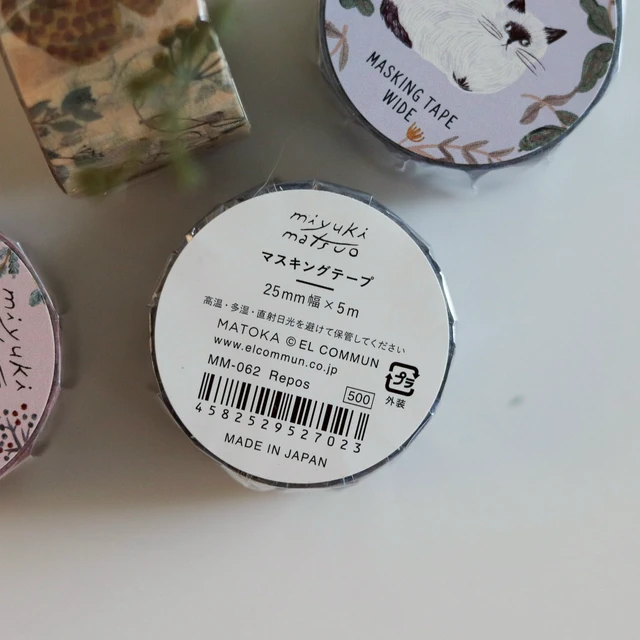 MASKING TAPE
WIDE
miyuki
matsuo
マスキングテープ
25mm幅×5m
高温・多湿・直射日光を避けて保管してください
MATOKA ©EL COMMUN
www.elcommun.co.jp
MM-062 Repos
500
プラ
外装
4582529527023
MADE IN JAPAN
miyuki